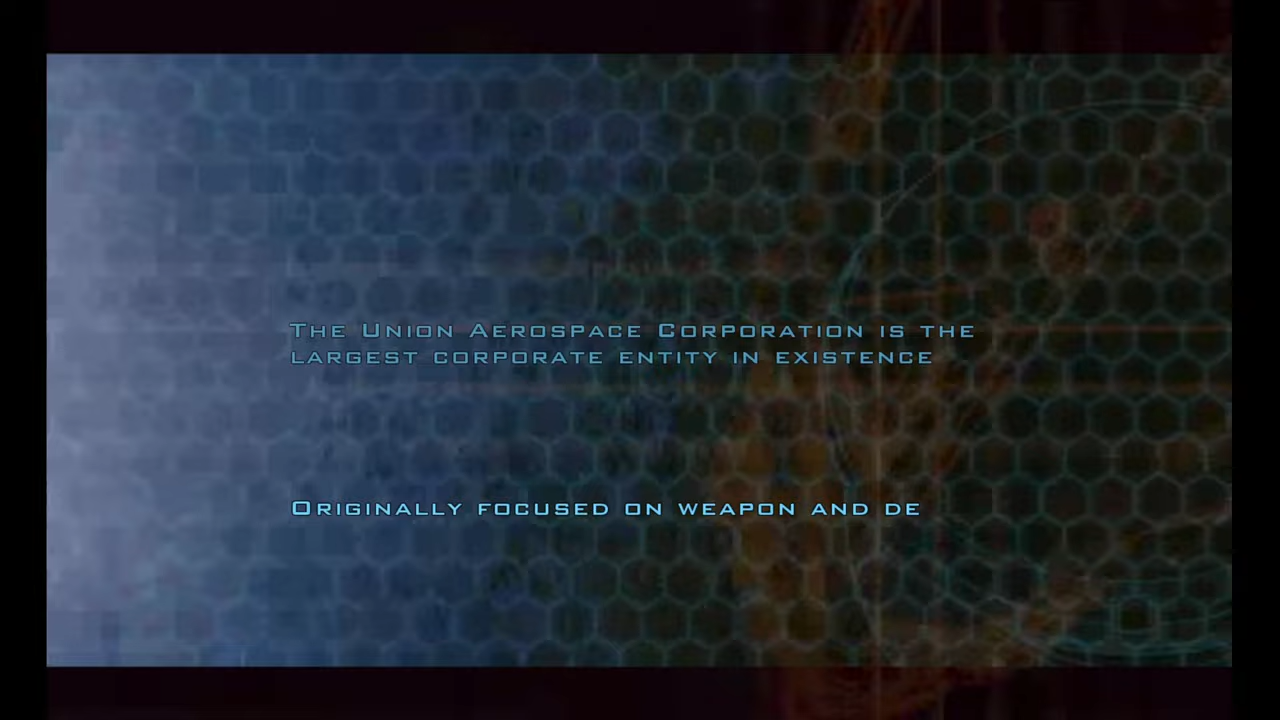 The Union Aerospace Corporation is the
largest corporate entity in existence
Originally focused on weapon and de